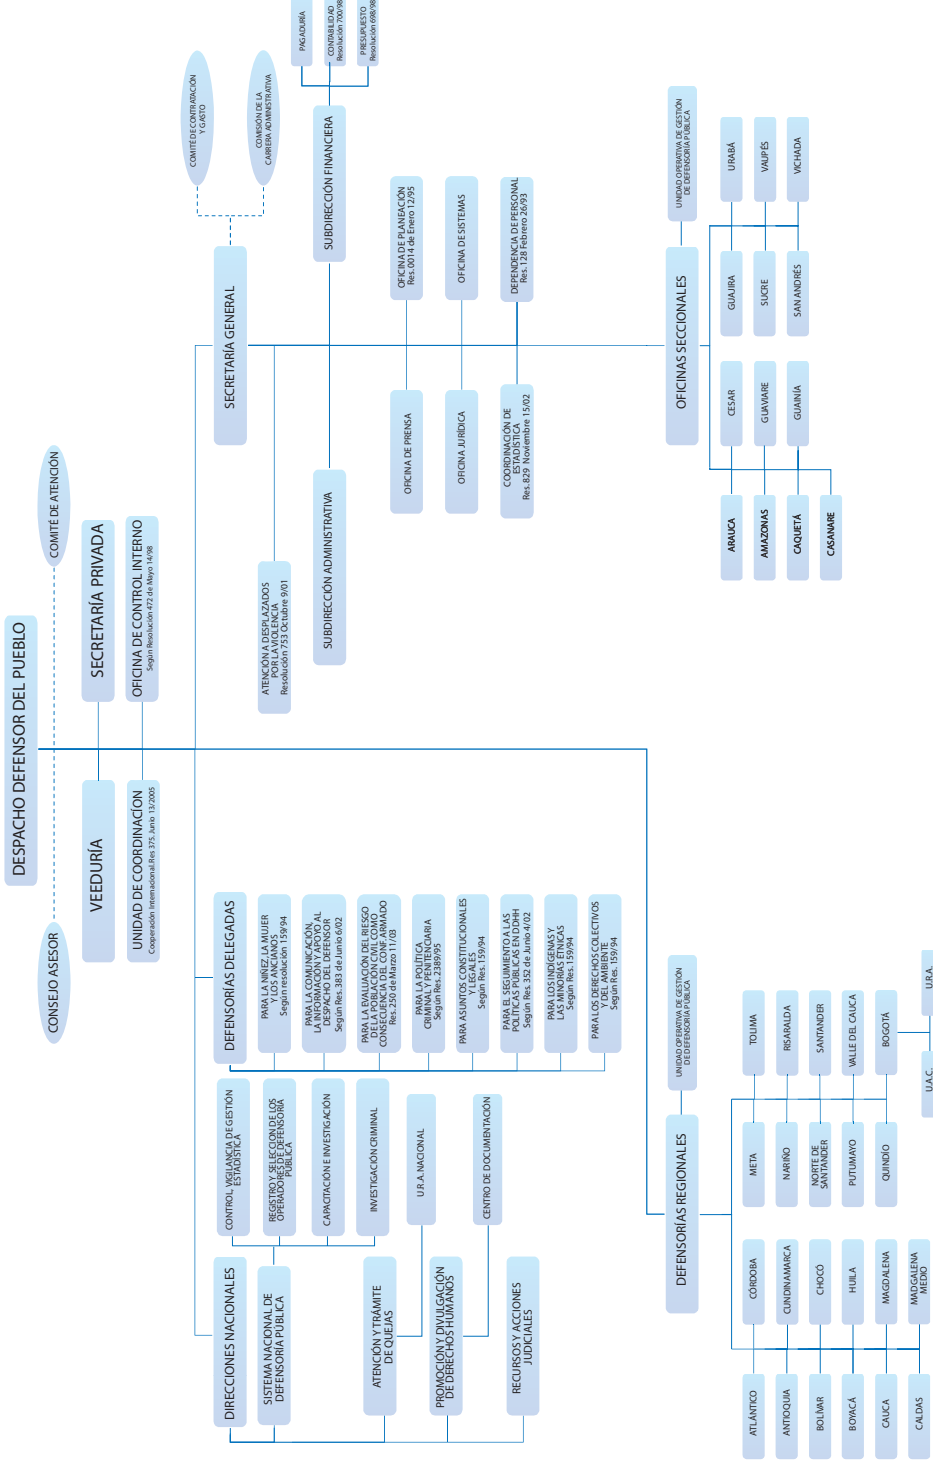 DESPACHO DEFENSOR DEL PUEBLO
CONSEJO ASESOR
COMITÉ DE ATENCIÓN
VEEDURÍA
SECRETARÍA PRIVADA
UNIDAD DE COORDINACÍON
Cooperación Internacional.Res 375. Junio 13/2005
OFICINA DE CONTROL INTERNO
Según Resolución 472 de Mayo 14/98
DIRECCIONES NACIONALES
SISTEMA NACIONAL DE
DEFENSORÍA PÚBLICA
CONTROL, VIGILANCIA DE GESTIÓN
ESTADÍSTICA
REGISTRO Y SELECCION DE LOS
OPERADORES DE DEFENSORÍA
PÚBLICA
CAPACITACIÓN E INVESTIGACIÓN
INVESTIGACIÓN CRIMINAL
ATENCIÓN Y TRÁMITE
DE QUEJAS
U.R.A. NACIONAL
PROMOCIÓN Y DIVULGACIÓN
DE DERECHOS HUMANOS
CENTRO DE DOCUMENTACIÓN
RECURSOS Y ACCIONES
JUDICIALES
DEFENSORÍAS DELEGADAS
PARA LA NIÑEZ, LA MUJER
Y LOS ANCIANOS
Según resolución 159/94
PARA LA COMUNICACIÓN,
LA INFORMACIÓN Y APOYO AL
DESPACHO DEL DEFENSOR
Según Res. 383 de Junio 6/02
PARA LA EVALUACIÓN DEL RIESGO
DE LA POBLACIÓN CIVIL COMO
CONSECUENCIA DEL CONF. ARMADO
Res. 250 de Marzo 11/03
PARA LA POLÍTICA
CRIMINAL Y PENITENCIARIA
Según Res. 2389/95
PARA ASUNTOS CONSTITUCIONALES
Y LEGALES
Según Res. 159/94
PARA EL SEGUIMIENTO A LAS
POLÍTICAS PÚBLICAS EN DDHH
Según Res. 352 de Junio 4/02
PARA LOS INDÍGENAS Y
LAS MINORÍAS ÉTNICAS
Según Res. 159/94
PARA LOS DERECHOS COLECTIVOS
Y DEL AMBIENTE
Según Res. 159/94
SECRETARÍA GENERAL
COMITÉ DE CONTRATACIÓN
Y GASTO
COMISIÓN DE LA
CARRERA ADMINISTRATIVA
ATENCIÓN A DESPLAZADOS
POR LA VIOLENCIA
Resolución 753 Octubre 9/01
SUBDIRECCIÓN ADMINISTRATIVA
SUBDIRECCIÓN FINANCIERA
PAGADURÍA
CONTABILIDAD
Resolución 700/98
PRESUPUESTO
Resolución 698/98
OFICINA DE PRENSA
OFICINA DE PLANEACIÓN
Res. 0014 de Enero 12/95
OFICINA JURÍDICA
OFICINA DE SISTEMAS
COORDINACIÓN DE
ESTADÍSTICA
Res. 829 Noviembre 15/02
DEPENDENCIA DE PERSONAL
Res. 128 Febrero 26/93
DEFENSORÍAS REGIONALES
UNIDAD OPERATIVA DE GESTIÓN
DE DEFENSORÍA PÚBLICA
ATLÁNTICO
CÓRDOBA
META
TOLIMA
ANTIOQUIA
CUNDINAMARCA
NARIÑO
RISARALDA
BOLÍVAR
CHOCÓ
NORTE DE
SANTANDER
SANTANDER
BOYACÁ
HUILA
PUTUMAYO
VALLE DEL CAUCA
CAUCA
MAGDALENA
QUINDÍO
BOGOTÁ
CALDAS
MADGALENA
MEDIO
U.A.C.
U.R.A.
OFICINAS SECCIONALES
UNIDAD OPERATIVA DE GESTIÓN
DE DEFENSORÍA PÚBLICA
ARAUCA
CESAR
GUAJIRA
URABÁ
AMAZONAS
GUAVIARE
SUCRE
VAUPÉS
CAQUETÁ
GUAINÍA
SAN ANDRÉS
VICHADA
CASANARE